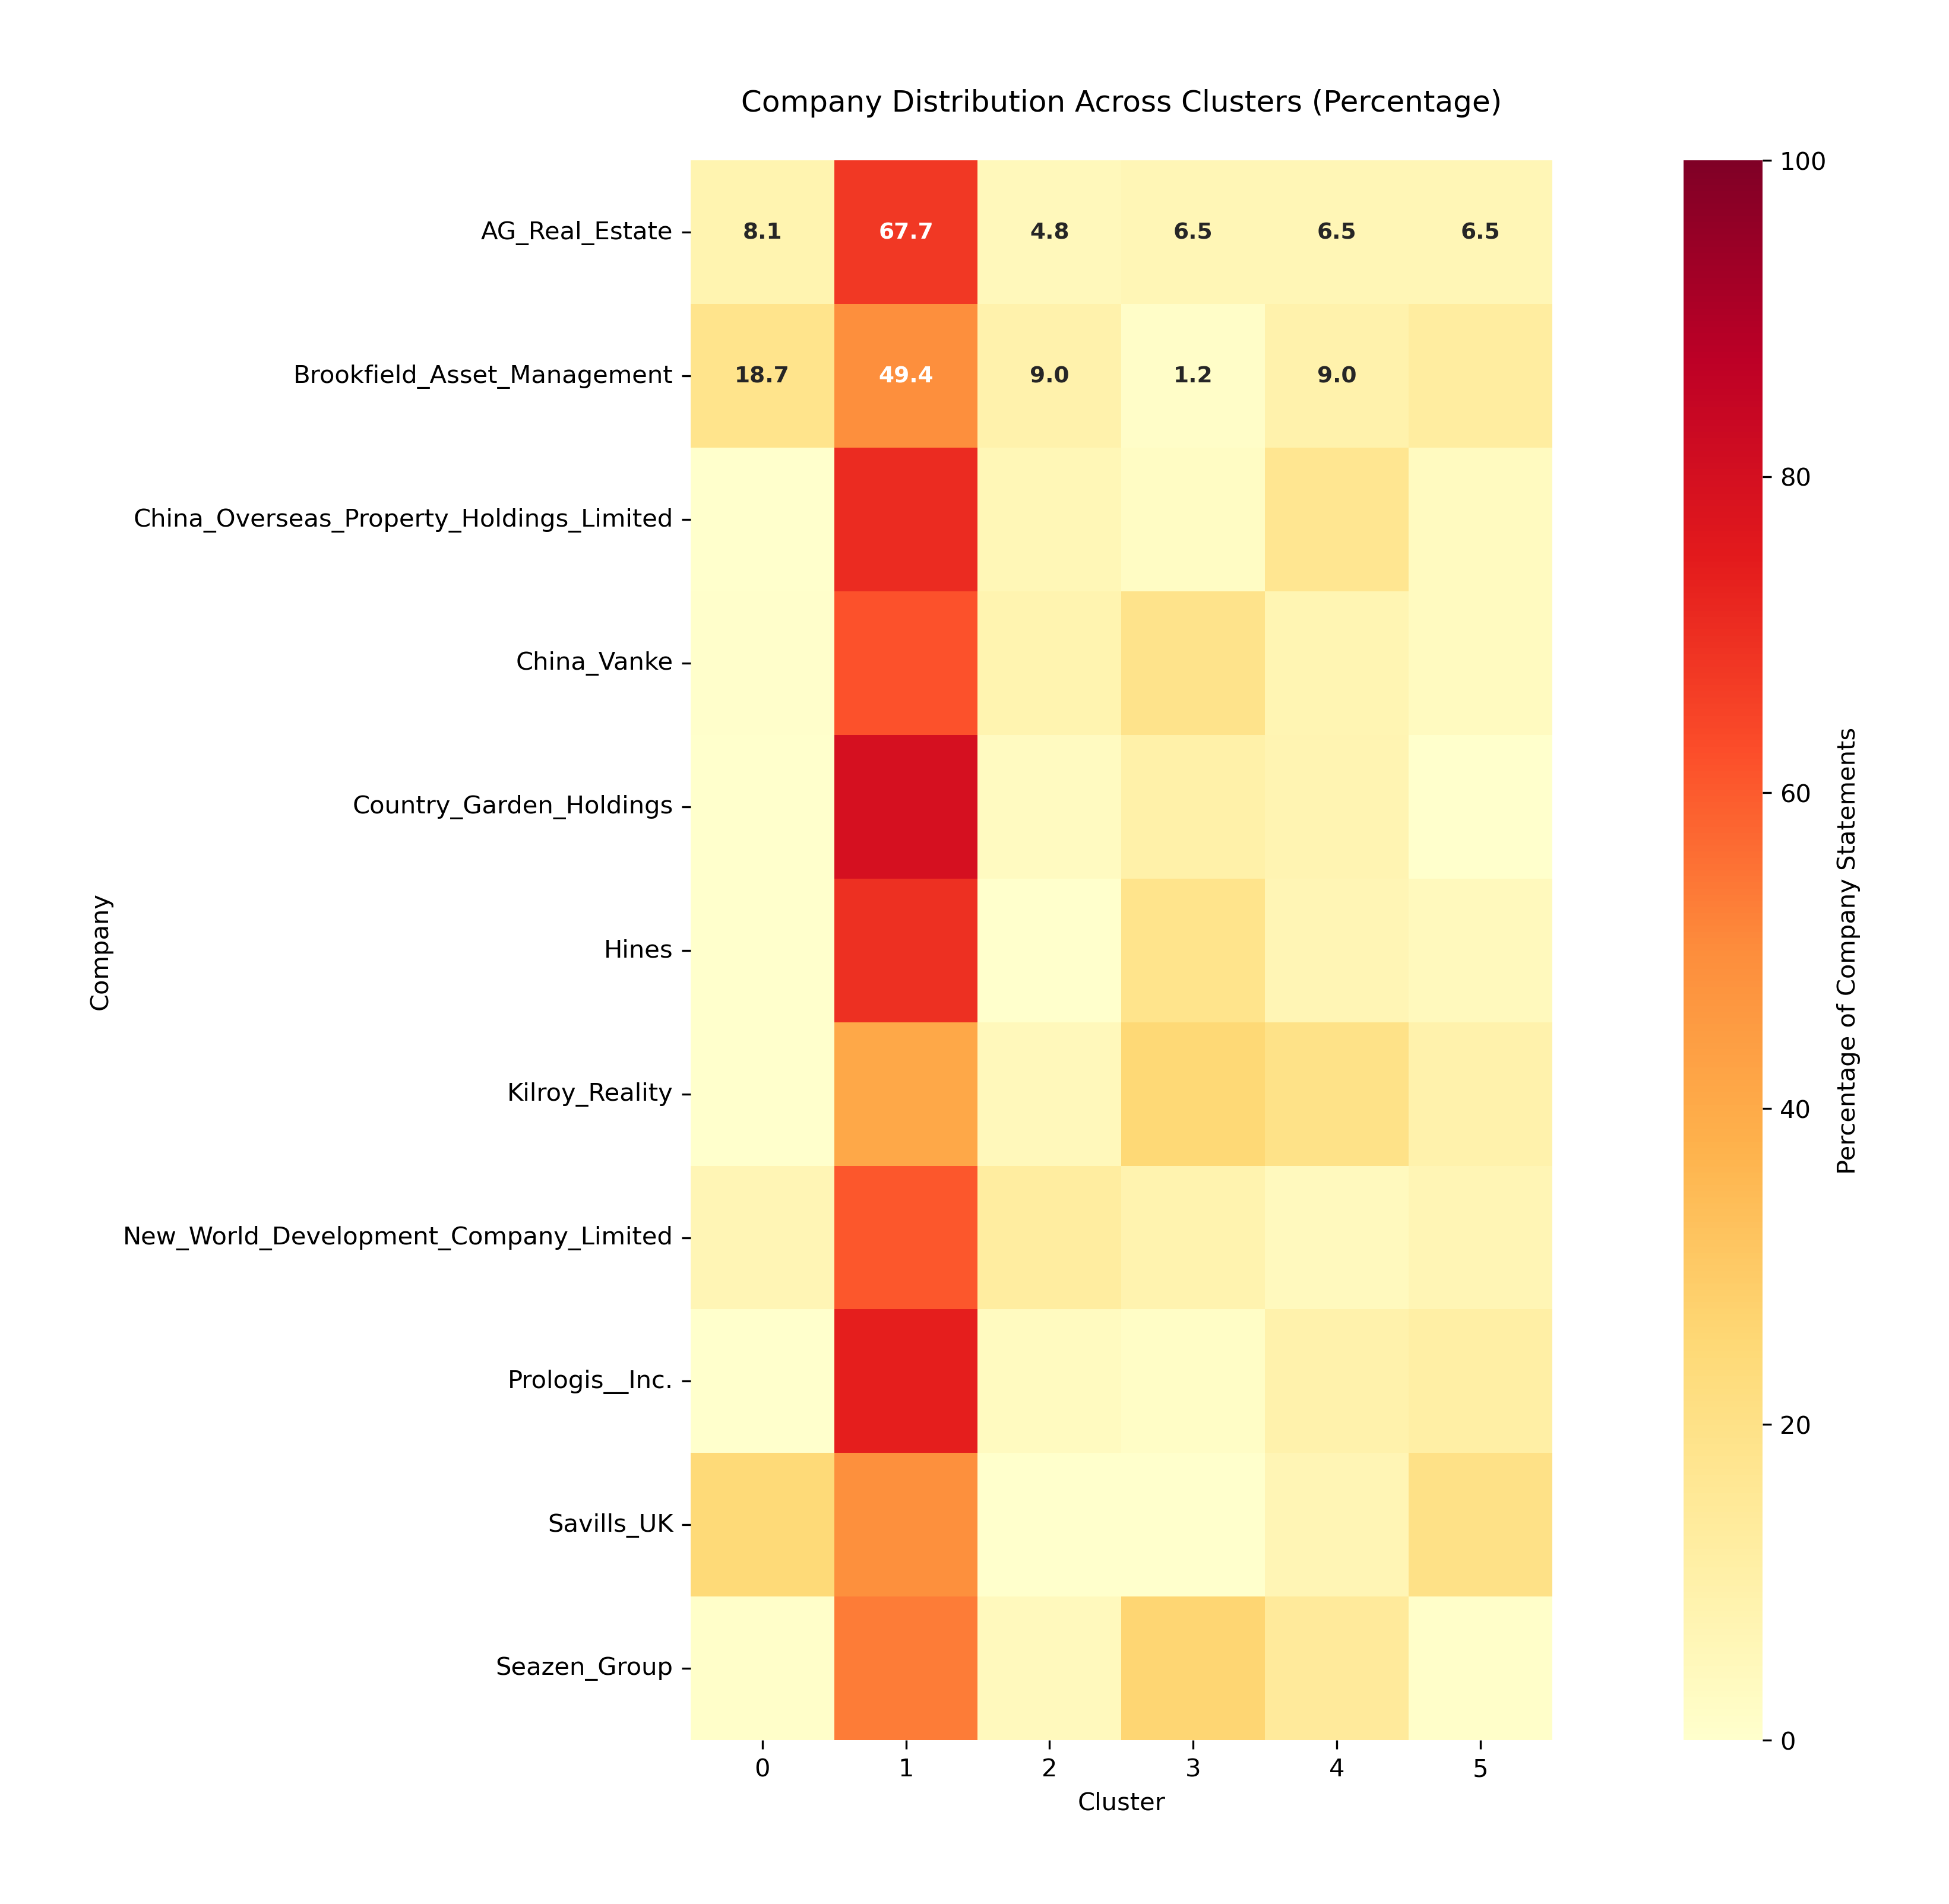 Company Distribution Across Clusters (Percentage)
AG_Real_Estate 8.1 67.7 4.8 6.5 6.5 6.5
Brookfield_Asset_Management 18.7 49.4 9.0 1.2 9.0
China_Overseas_Property_Holdings_Limited
China_Vanke
Country_Garden_Holdings
Hines
Kilroy_Reality
New_World_Development_Company_Limited
Prologis__Inc.
Savills_UK
Seazen_Group
Company
0 1 2 3 4 5
Cluster
100
80
60
40
20
0
Percentage of Company Statements